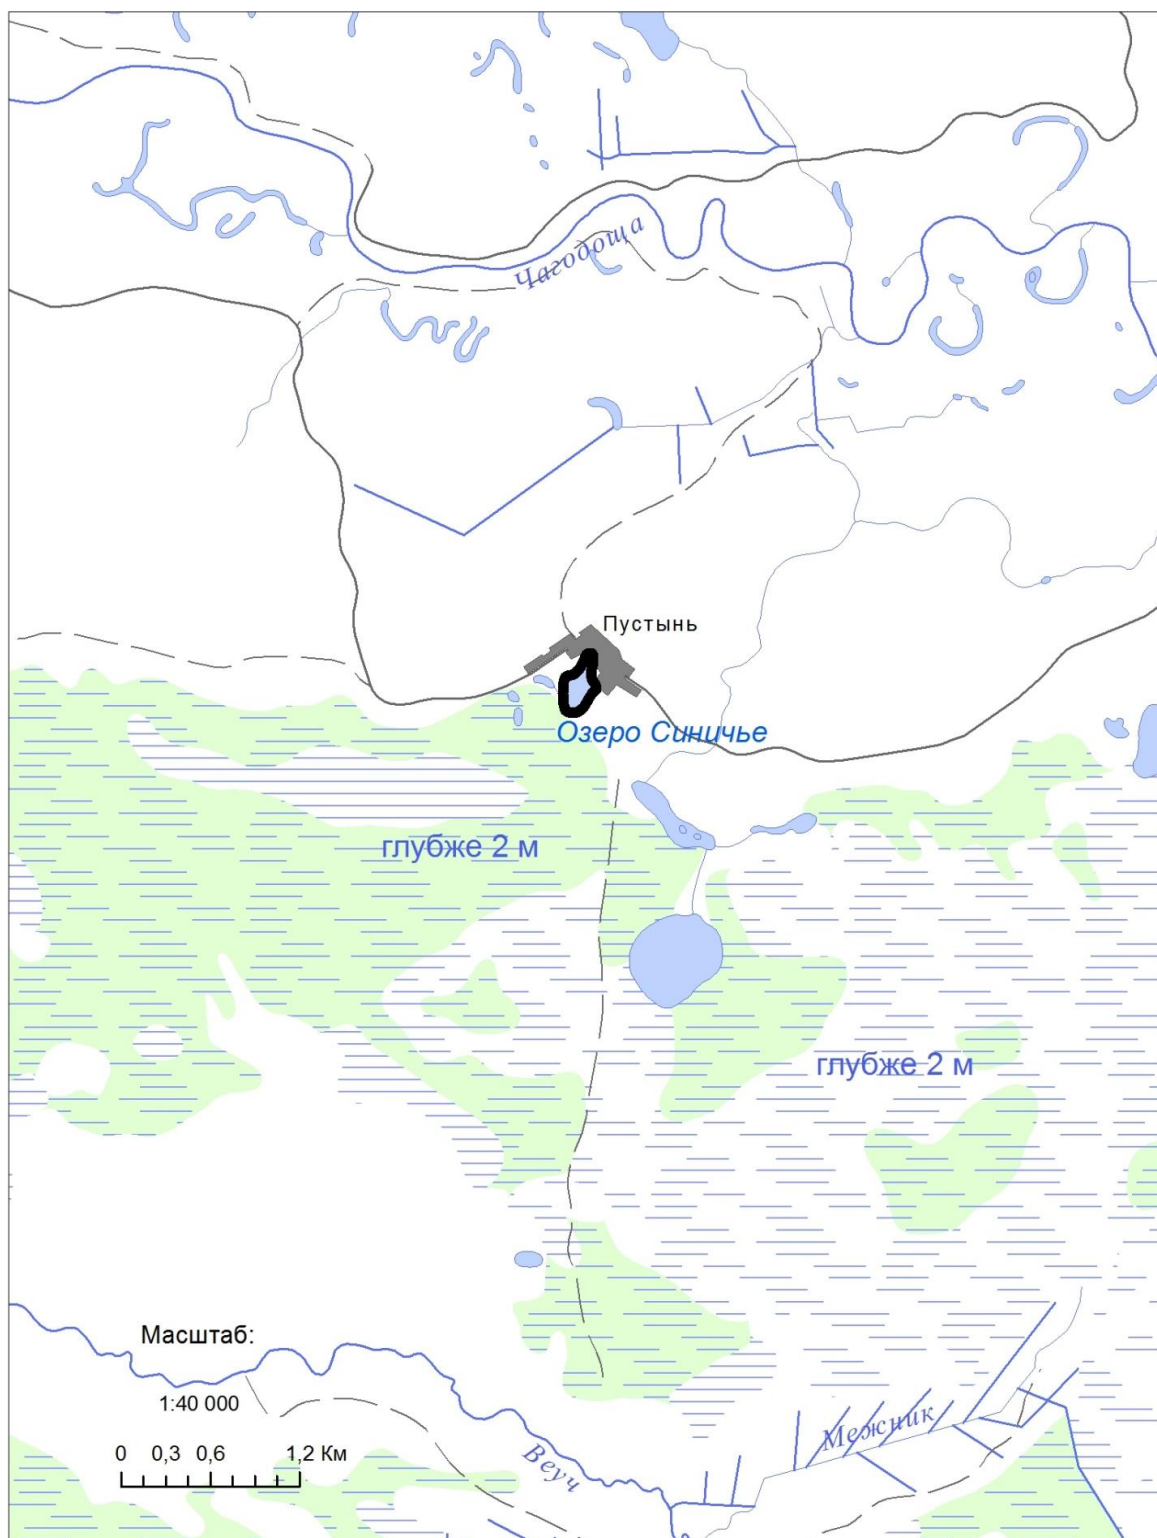 Чагодоща
Пустынь
Озеро Синичье
глубже 2 м
глубже 2 м
Масштаб:
1:40 000
0 0,3 0,6 1,2 Км
Межник
Веуч